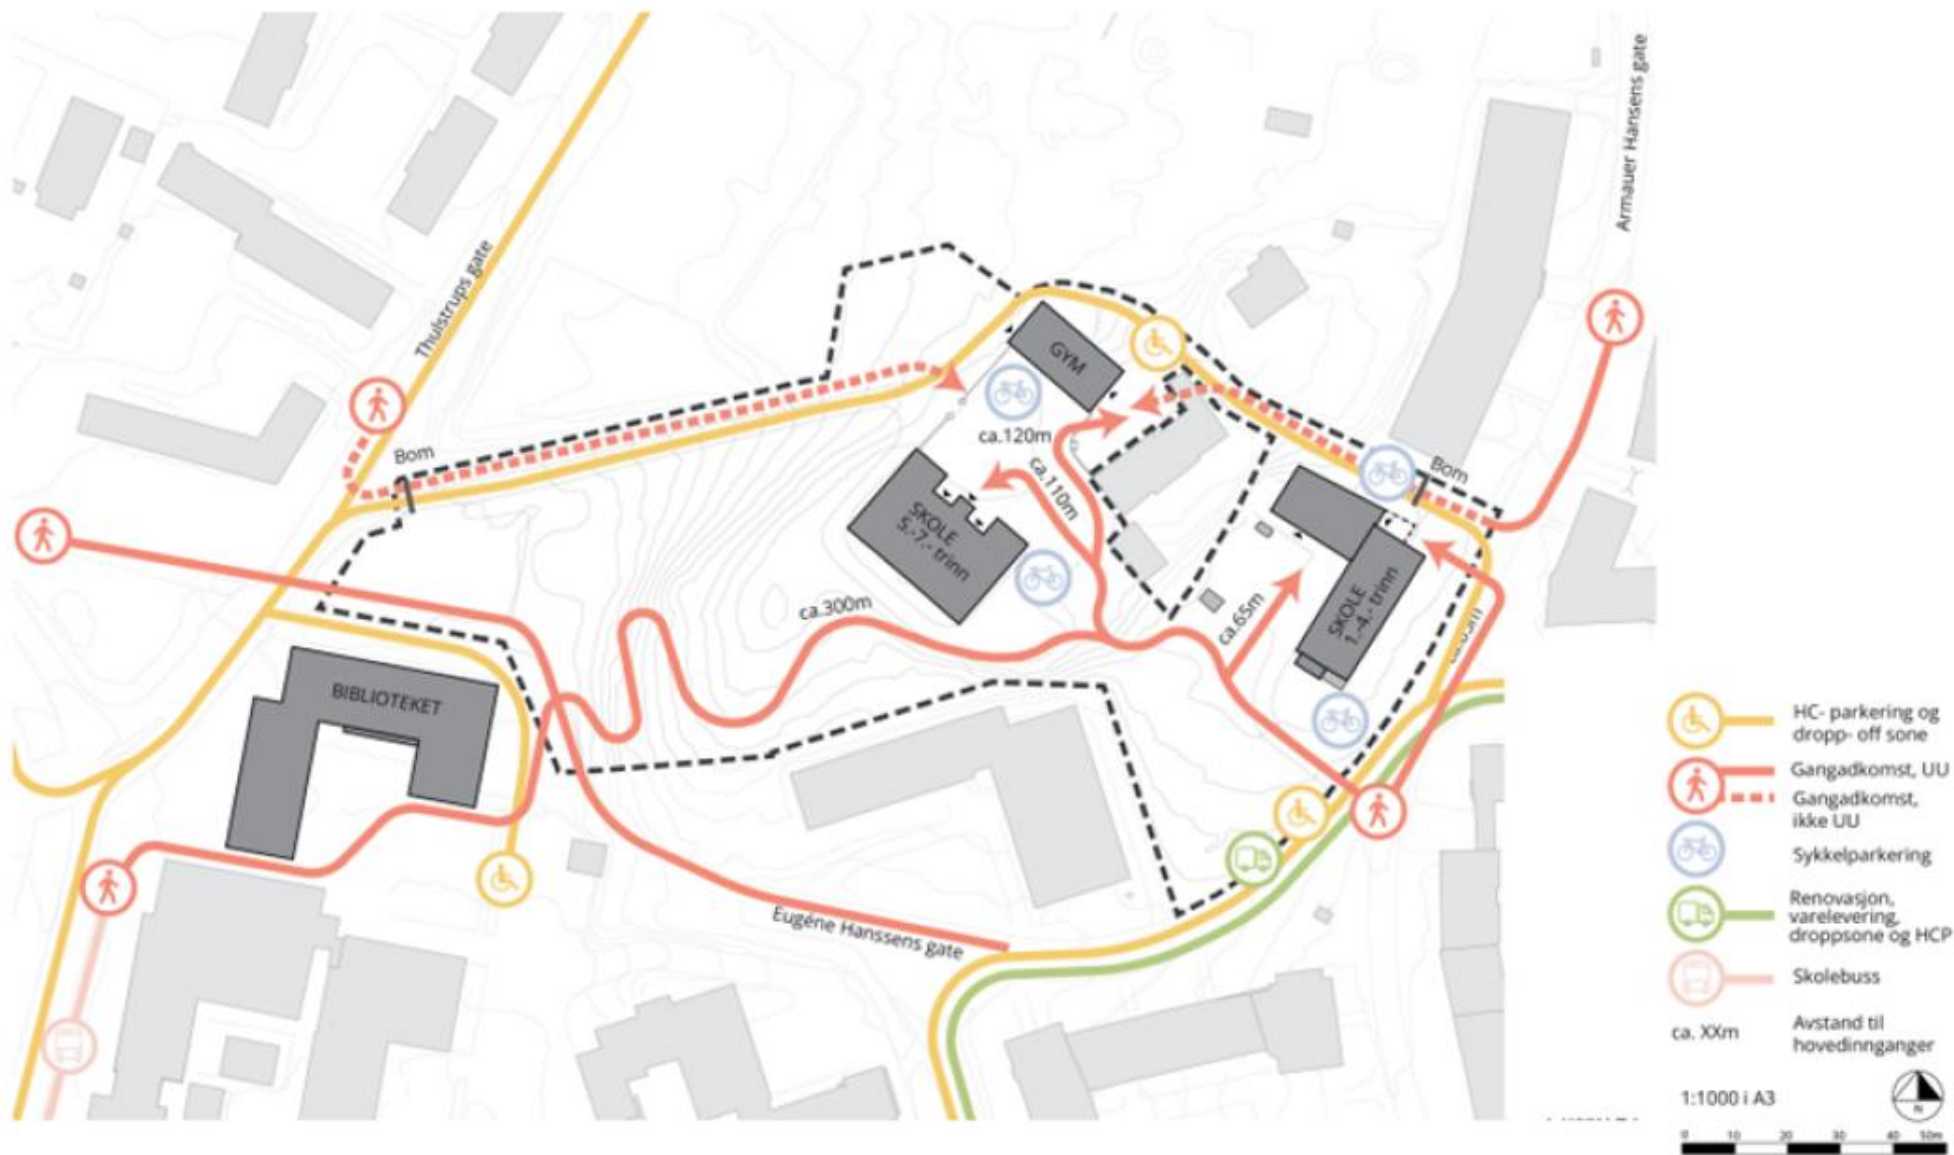 Armauer Hansens gate
Thulstrups gate
GYM
Bom
ca.120m
Bom
ca.110m
SKOLE
5.-7.- trinn
ca.300m
ca.65m
SKOLE
1.-4.- trinn
BIBLIOTEKET
Eugéne Hanssens gate
HC- parkering og
dropp- off sone
Gangadkomst, UU
Gangadkomst,
ikke UU
Sykkelparkering
Renovasjon,
varelevering,
droppsone og HCP
Skolebuss
ca. XXm
Avstand til
hovedinnganger
1:1000 i A3
N
0 10 20 30 40 50m